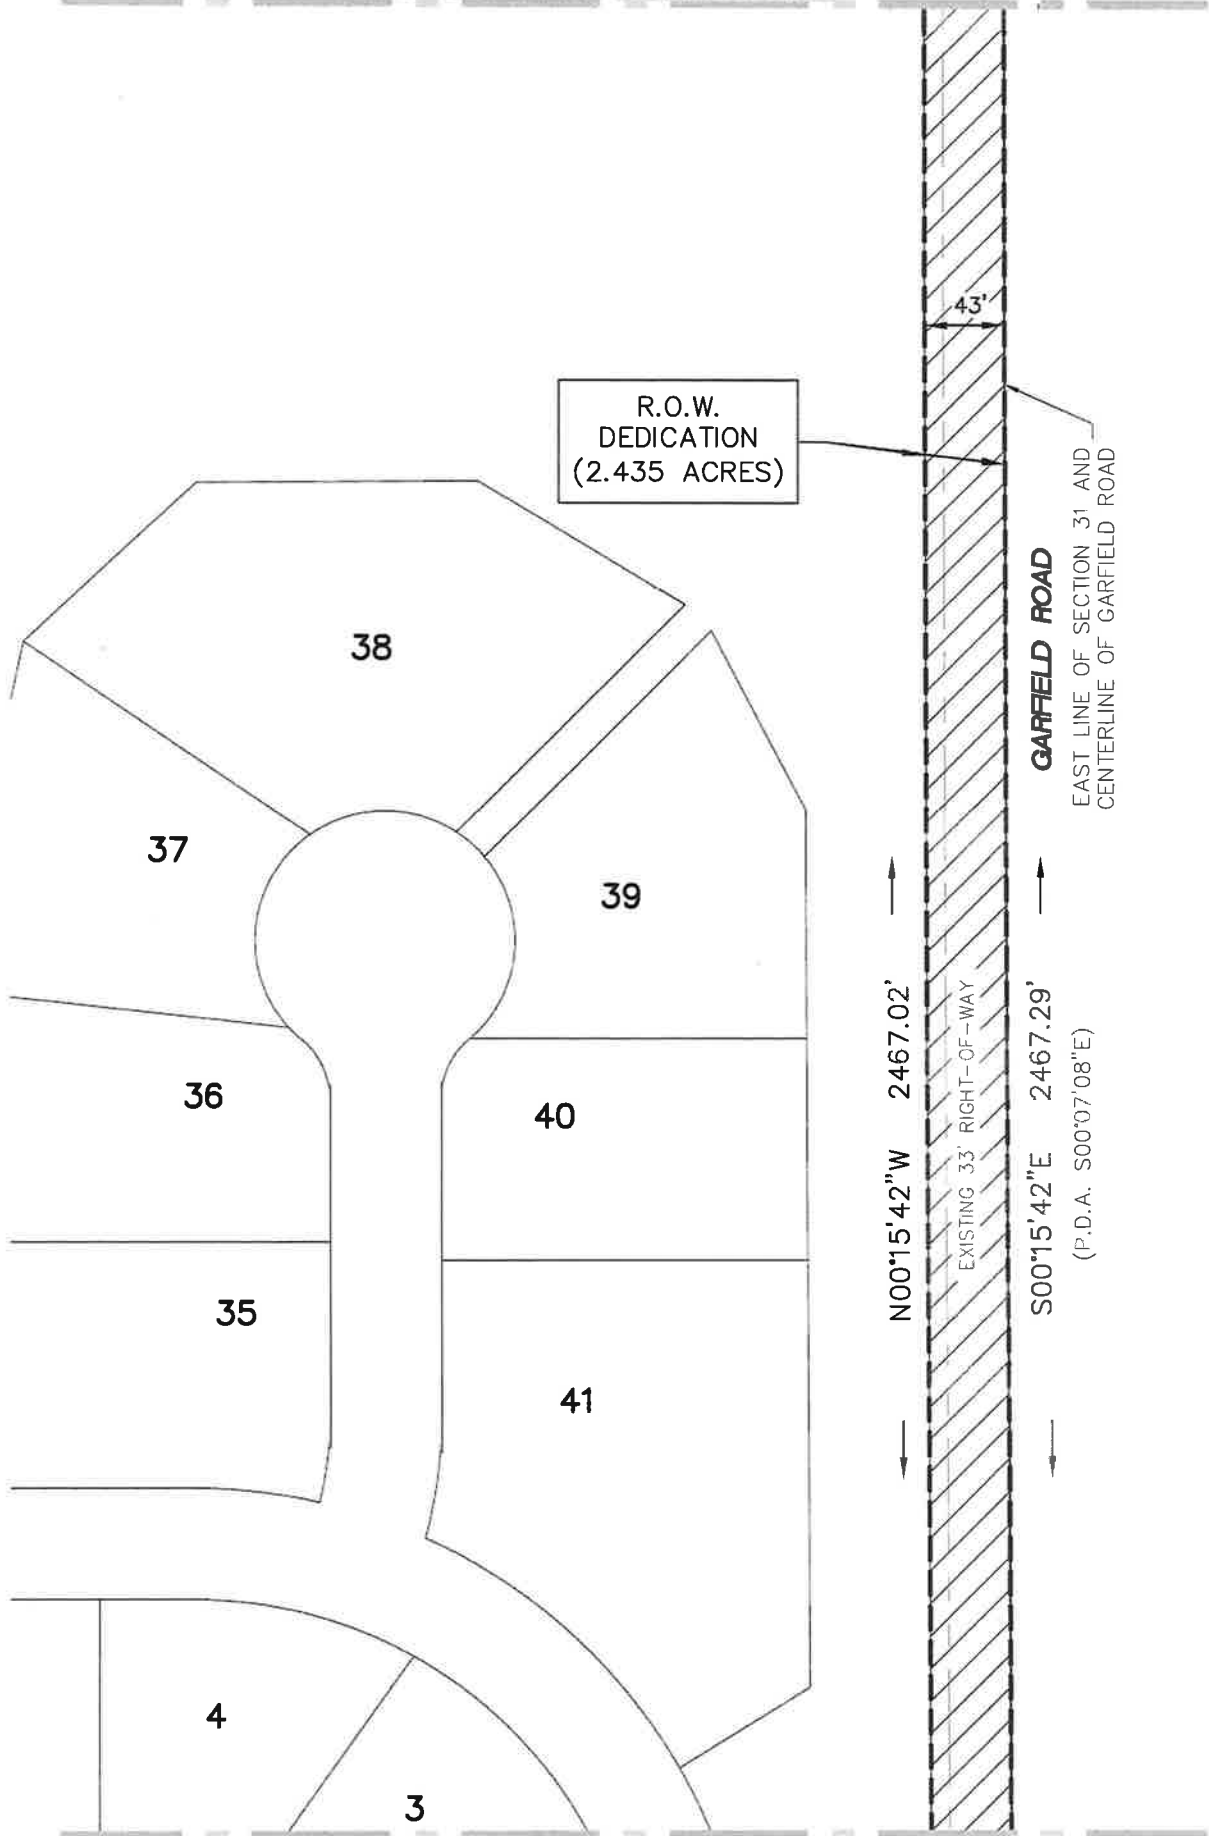 43'
R.O.W.
DEDICATION
(2.435 ACRES)
GARFIELD ROAD
EAST LINE OF SECTION 31 AND
CENTERLINE OF GARFIELD ROAD
38
37
39
36
40
35
41
4
3
N00°15'42"W 2467.02'
EXISTING 33' RIGHT-OF-WAY
S00°15'42"E 2467.29'
(P.D.A. S00°07'08"E)